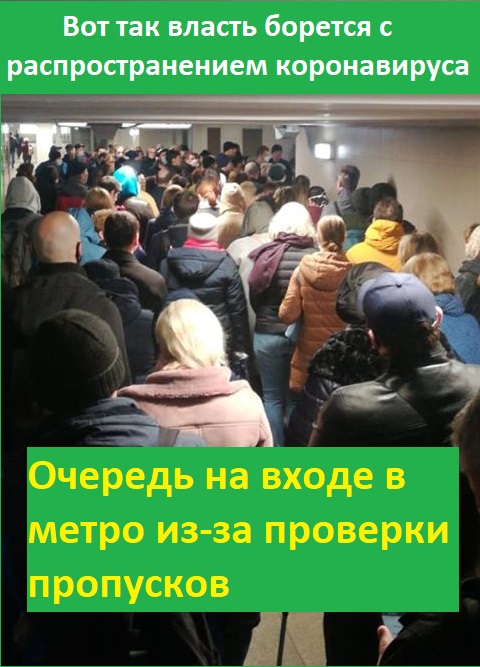 Вот так власть борется с
распространением коронавируса
Очередь на входе в
метро из-за проверки
пропусков